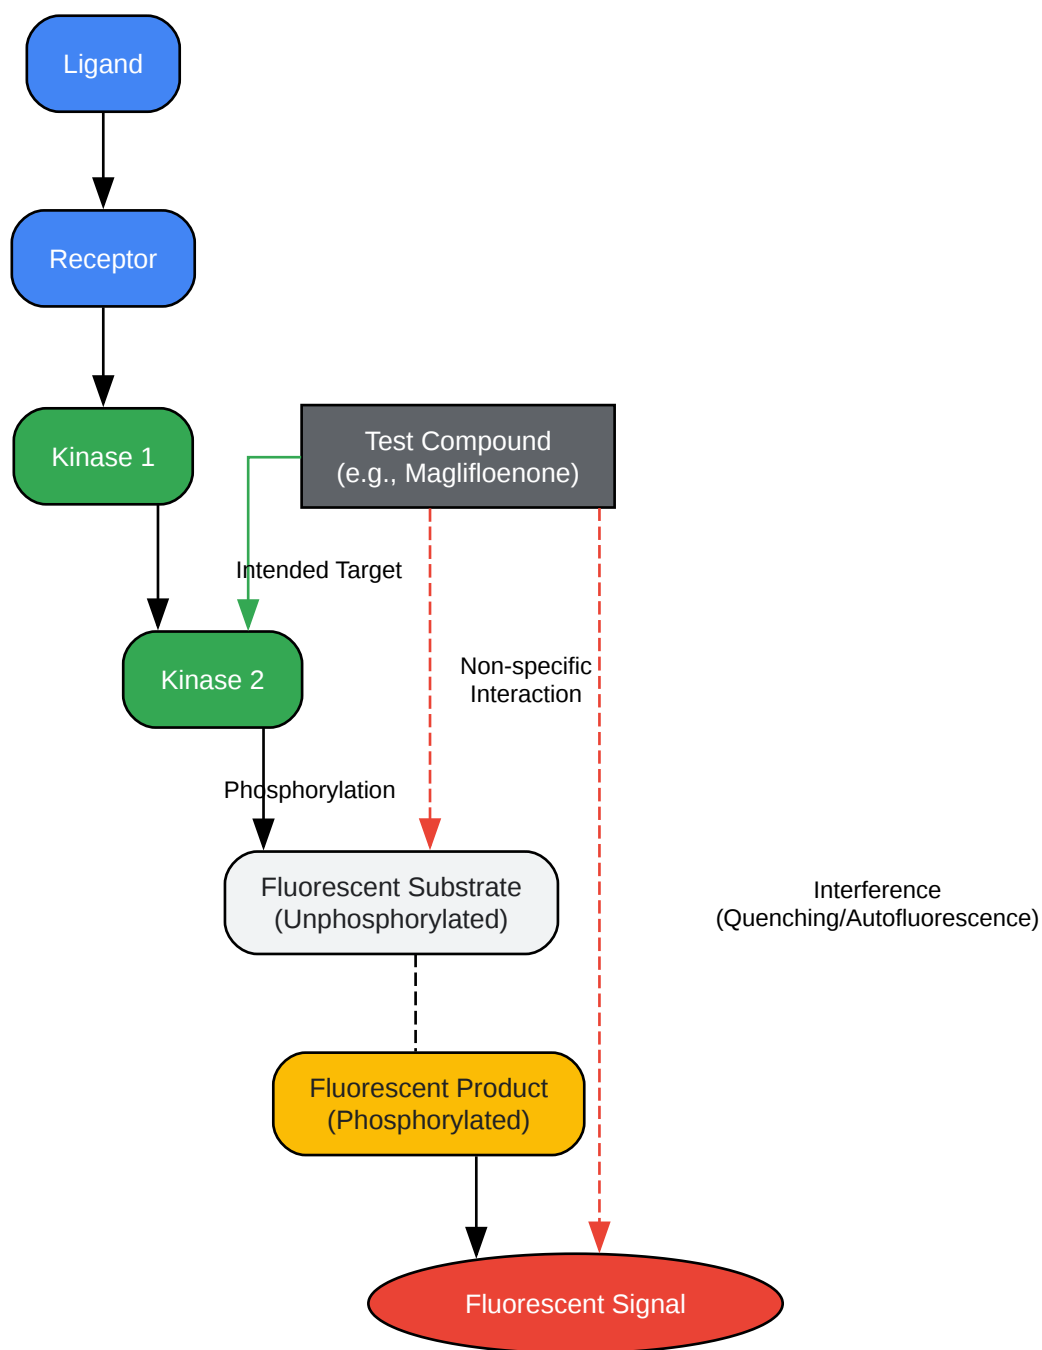 Ligand
Receptor
Kinase 1
Test Compound
(e.g., Maglifloenone)
Intended Target
Kinase 2
Non-specific
Interaction
Phosphorylation
Fluorescent Substrate
(Unphosphorylated)
Interference
(Quenching/Autofluorescence)
Fluorescent Product
(Phosphorylated)
Fluorescent Signal